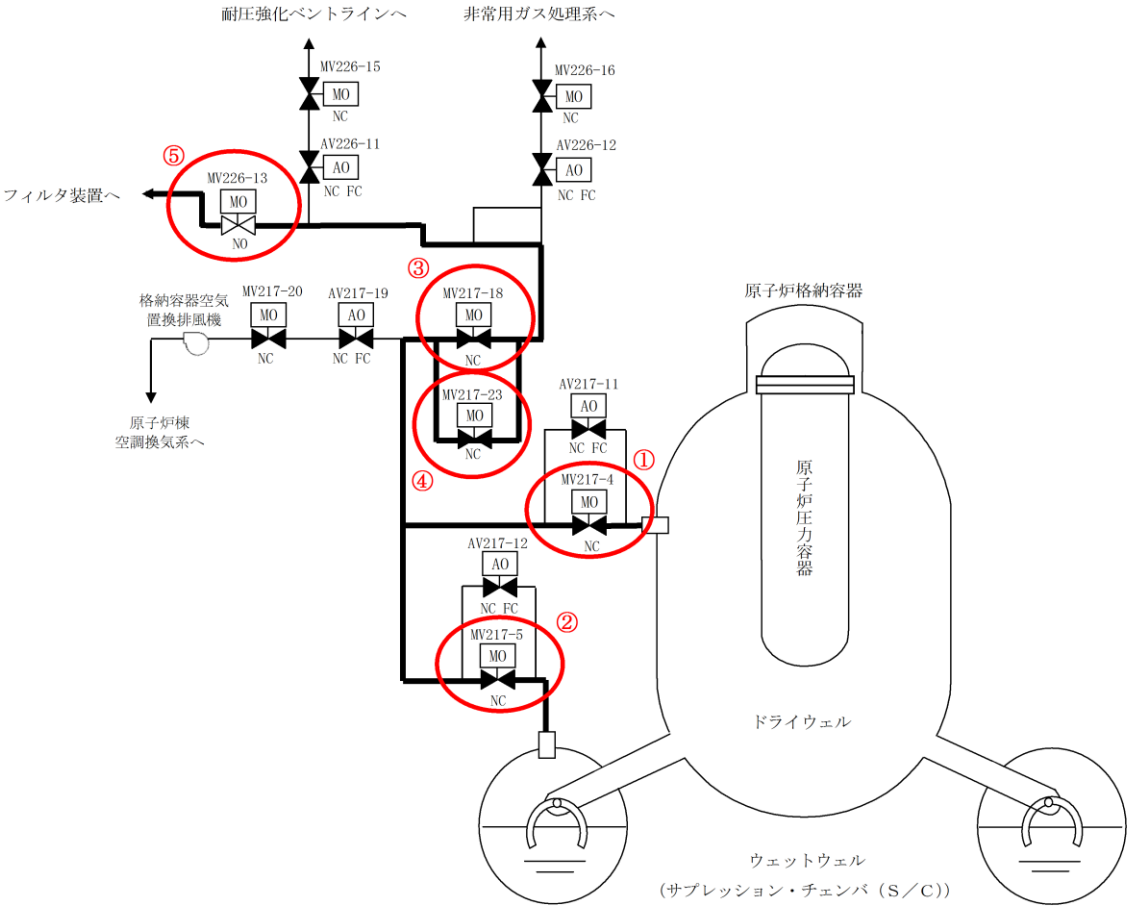 耐圧強化ベントラインへ
非常用ガス処理系へ
MV226-15
MO
NC
MV226-16
MO
NC
AV226-11
AO
NC FC
AV226-12
AO
NC FC
⑤
MV226-13
MO
NO
フィルタ装置へ
③
MV217-18
MO
NC
格納容器空気
置換排風機
MV217-20
MO
NC
AV217-19
AO
NC FC
原子炉棟
空調換気系へ
MV217-23
MO
NC
④
AV217-11
AO
NC FC
①
MV217-4
MO
NC
AV217-12
AO
NC FC
②
MV217-5
MO
NC
原子炉格納容器
原子炉圧力容器
ドライウェル
ウェットウェル
(サプレッション・チェンバ(S/C))